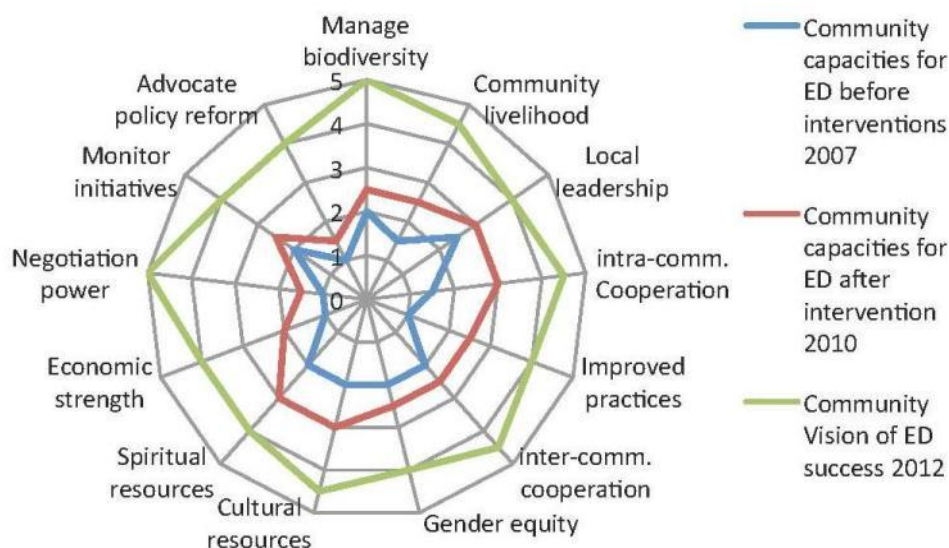 Manage
biodiversity
Community
livelihood
Local
leadership
intra-comm.
Cooperation
Improved
practices
inter-comm.
cooperation
Gender equity
Cultural
resources
Spiritual
resources
Economic
strength
Negotiation
power
Monitor
initiatives
Advocate
policy reform
5
4
3
2
1
0
Community
capacities for
ED before
interventions
2007
Community
capacities for
ED after
intervention
2010
Community
Vision of ED
success 2012